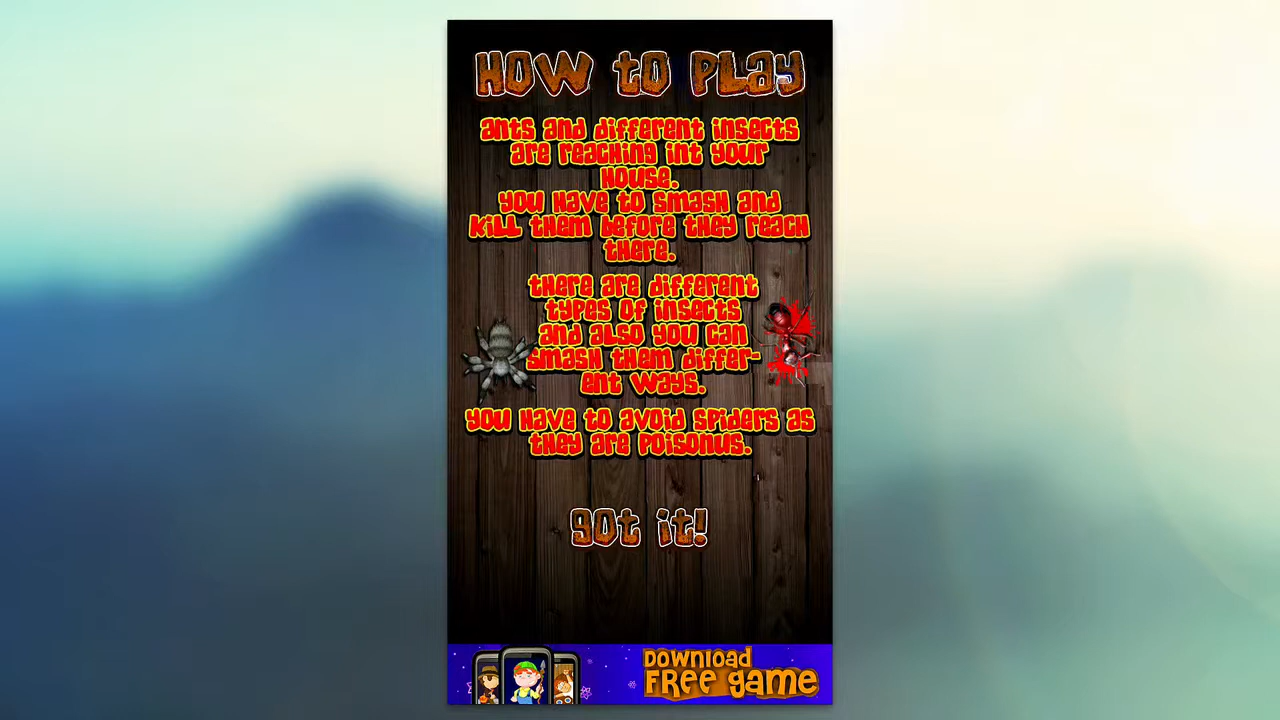 How to Play
ants and different insects
are reaching int your
House.
you Have to smash and
kill them before they reach
there.
there are different
types of insects
and also you can
smash them differ-
ent ways.
you Have to avoid spiders as
they are poisonus.
got it!
Download
Free game